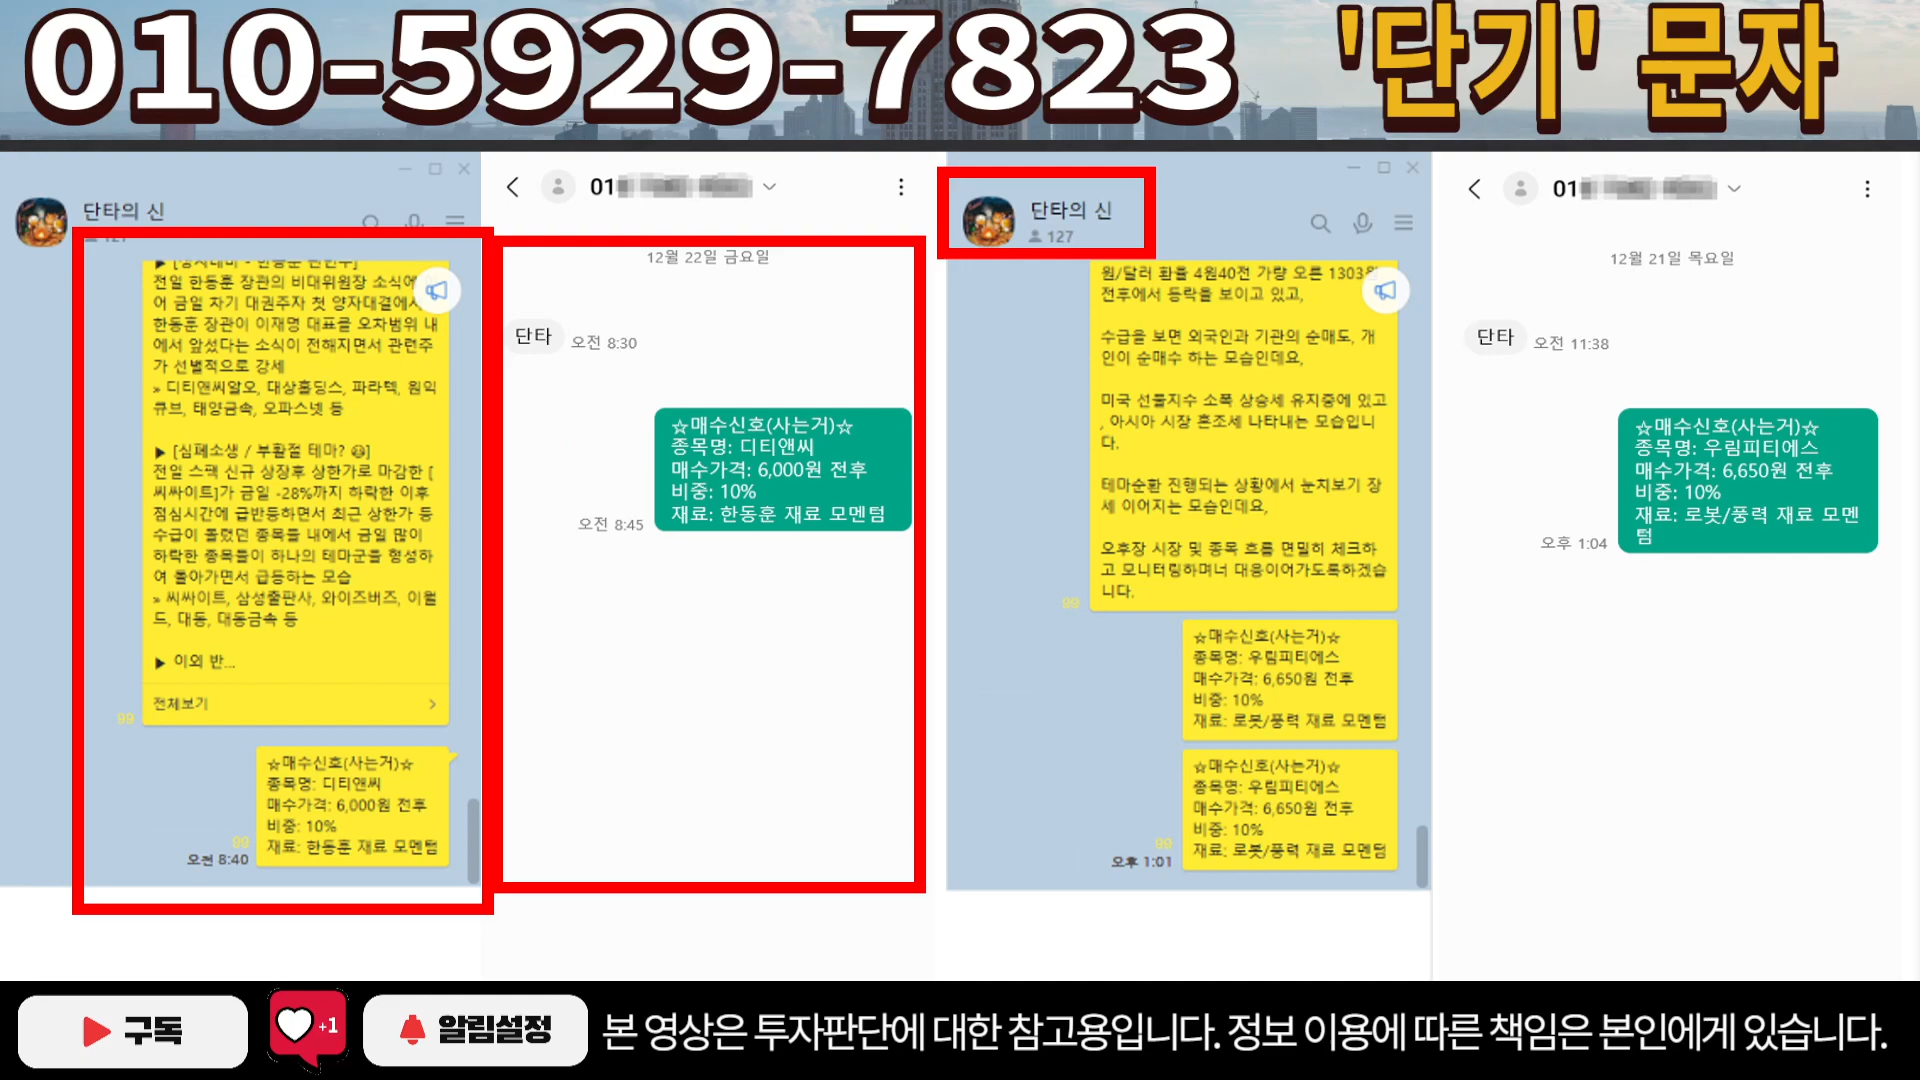 010-5929-7823 '단기' 문자
단타의 신
전일 한동훈 장관의 비대위원장 소식에
어 금일 차기 대권주자 첫 양자대결에서
한동훈 장관이 이재명 대표를 오차범위 내
에서 앞섰다는 소식이 전해지면서 관련주
가 선별적으로 강세
» 디티앤씨알오, 대상홀딩스, 파라텍, 원익
큐브, 태양금속, 오파스넷 등
▶ [심폐소생 / 부활절 테마? 😂]
전일 스팩 신규 상장후 상한가로 마감한 [
씨싸이트]가 금일 -28%까지 하락한 이후
점심시간에 급반등하면서 최근 상한가 등
수급이 몰렸던 종목들 내에서 금일 많이
하락한 종목들이 하나의 테마군을 형성하
여 돌아가면서 급등하는 모습
» 씨싸이트, 삼성출판사, 와이즈버즈, 이월
드, 대동, 대동금속 등
▶ 이외 반...
전체보기
99
☆매수신호(사는거)☆
종목명: 디티앤씨
매수가격: 6,000원 전후
비중: 10%
재료: 한동훈 재료 모멘텀
99
오전 8:40
01
12월 22일 금요일
단타 오전 8:30
☆매수신호(사는거)☆
종목명: 디티앤씨
매수가격: 6,000원 전후
비중: 10%
재료: 한동훈 재료 모멘텀
오전 8:45
단타의 신
127
원/달러 환율 4원40전 가량 오른 1303원
전후에서 등락을 보이고 있고,
수급을 보면 외국인과 기관의 순매도, 개
인이 순매수 하는 모습인데요,
미국 선물지수 소폭 상승세 유지중에 있고
, 아시아 시장 혼조세 나타내는 모습입니
다.
테마순환 진행되는 상황에서 눈치보기 장
세 이어지는 모습인데요,
오후장 시장 및 종목 흐름 면밀히 체크하
고 모니터링하며너 대응이어가도록하겠습
니다.
99
☆매수신호(사는거)☆
종목명: 우림피티에스
매수가격: 6,650원 전후
비중: 10%
재료: 로봇/풍력 재료 모멘텀
☆매수신호(사는거)☆
종목명: 우림피티에스
매수가격: 6,650원 전후
비중: 10%
재료: 로봇/풍력 재료 모멘텀
99
오후 1:01
01
12월 21일 목요일
단타 오전 11:38
☆매수신호(사는거)☆
종목명: 우림피티에스
매수가격: 6,650원 전후
비중: 10%
재료: 로봇/풍력 재료 모멘
텀
오후 1:04
구독
+1
알림설정
본 영상은 투자판단에 대한 참고용입니다. 정보 이용에 따른 책임은 본인에게 있습니다.